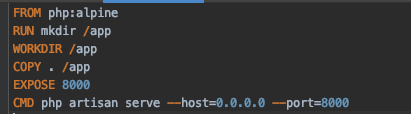 FROM php:alpine
RUN mkdir /app
WORKDIR /app
COPY . /app
EXPOSE 8000
CMD php artisan serve --host=0.0.0.0 --port=8000